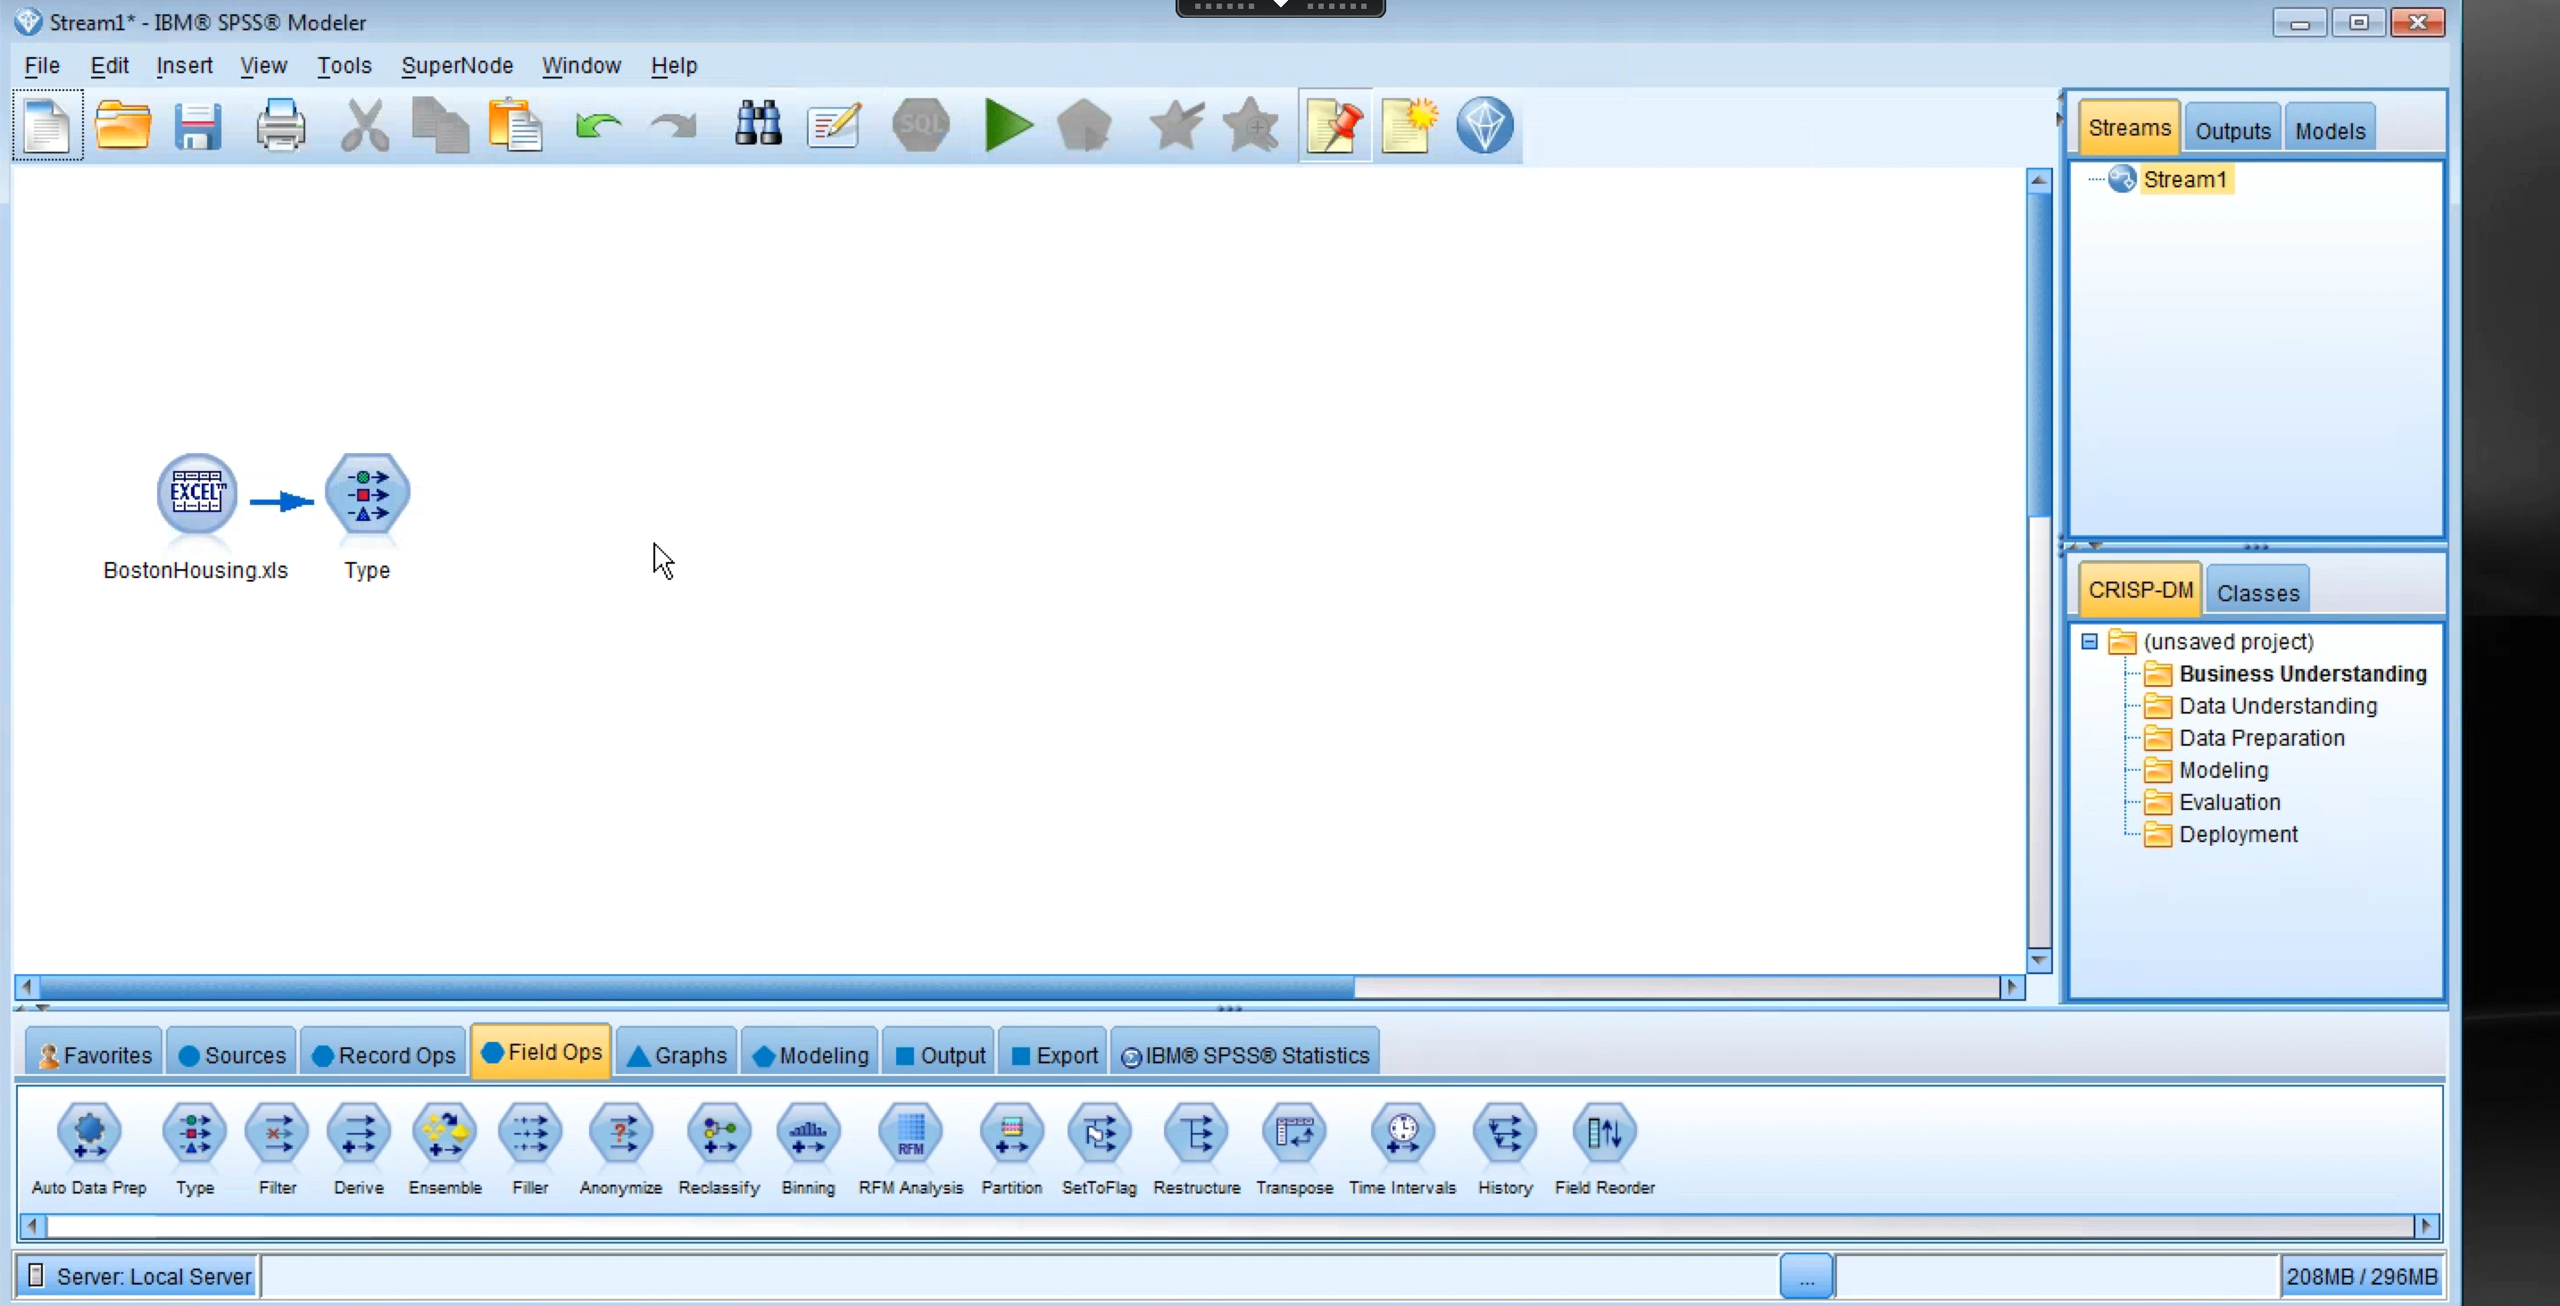 Stream1* - IBM® SPSS® Modeler
File Edit Insert View Tools SuperNode Window Help
SQL
Streams Outputs Models
Stream1
EXCEL™
BostonHousing.xls Type
CRISP-DM Classes
(unsaved project)
Business Understanding
Data Understanding
Data Preparation
Modeling
Evaluation
Deployment
Favorites Sources Record Ops Field Ops Graphs Modeling Output Export IBM® SPSS® Statistics
RFM
Auto Data Prep Type Filter Derive Ensemble Filler Anonymize Reclassify Binning RFM Analysis Partition SetToFlag Restructure Transpose Time Intervals History Field Reorder
Server: Local Server ... 208MB / 296MB